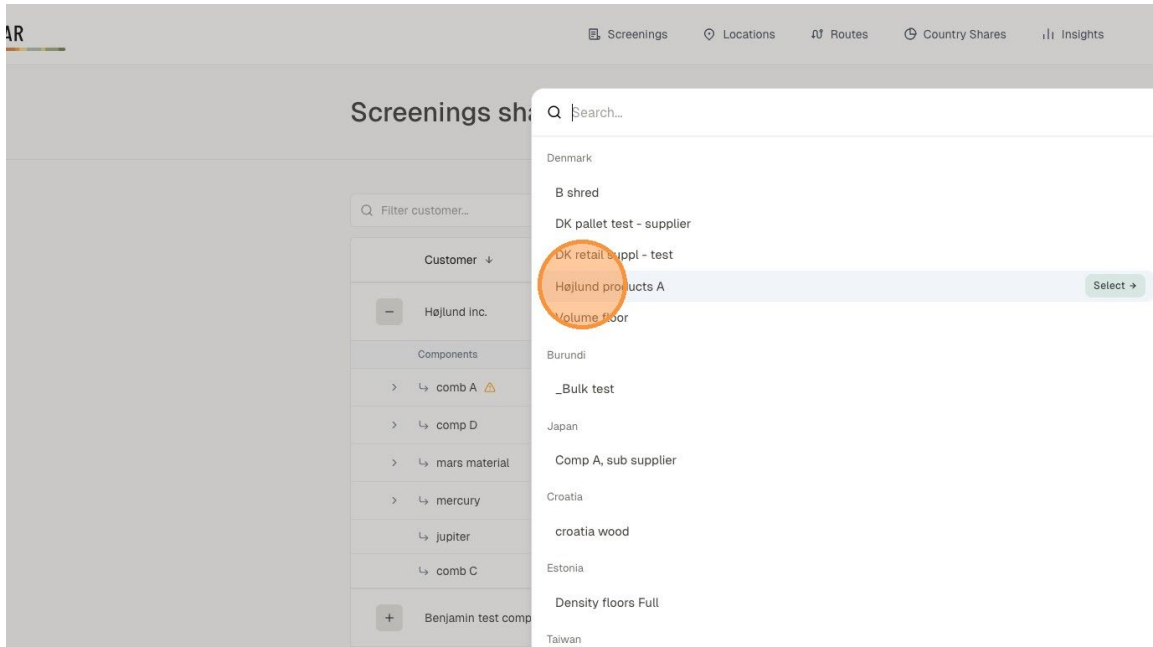 AR
Screenings
Locations
Routes
Country Shares
Insights
Screenings sha
Search...
Denmark
B shred
DK pallet test - supplier
DK retail suppl - test
Højlund products A
Select →
Volume floor
Burundi
_Bulk test
Japan
Comp A, sub supplier
Croatia
croatia wood
Estonia
Density floors Full
Taiwan
Filter customer...
Customer ↓
Højlund inc.
Components
comb A
comp D
mars material
mercury
jupiter
comb C
Benjamin test comp